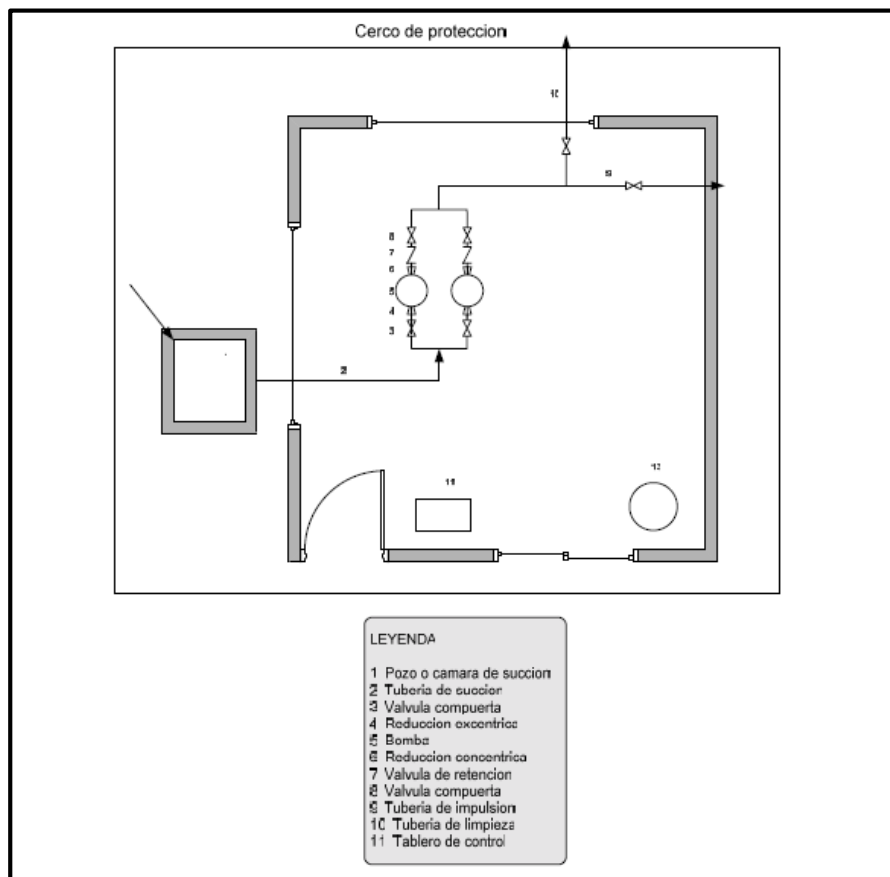 Cerco de proteccion
10
9
8
7
6
5
4
3
2
11
12
LEYENDA
1 Pozo o camara de succion
2 Tuberia de succion
3 Valvula compuerta
4 Reduccion excentrica
5 Bomba
6 Reduccion concentrica
7 Valvula de retencion
8 Valvula compuerta
9 Tuberia de impulsion
10 Tuberia de limpieza
11 Tablero de control